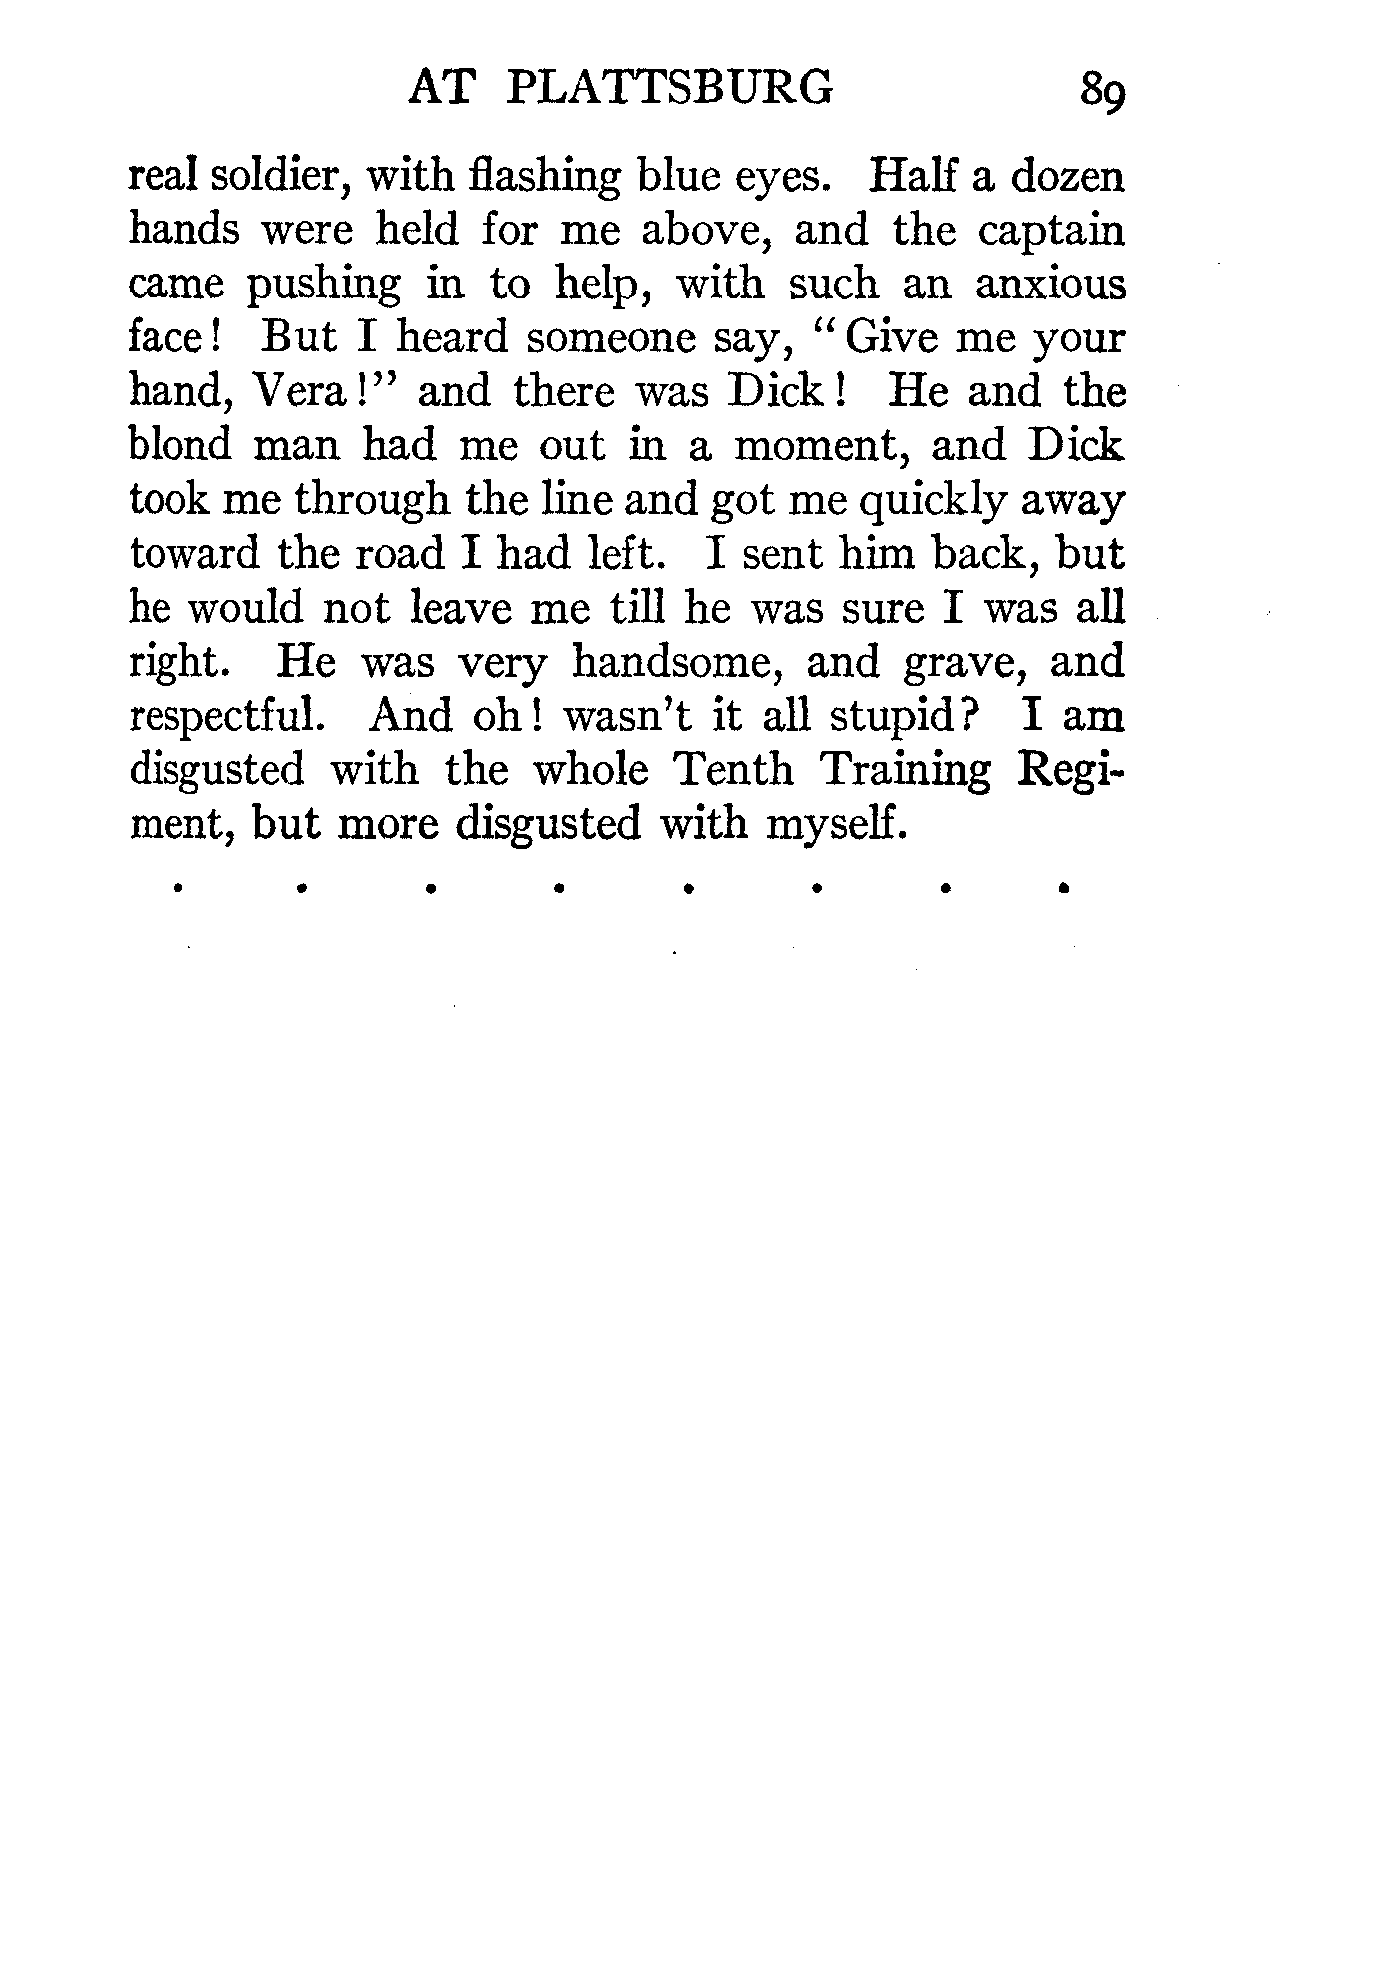 AT PLATTSBURG 89
real soldier, with flashing blue eyes. Half a dozen
hands were held for me above, and the captain
came pushing in to help, with such an anxious
face! But I heard someone say, "Give me your
hand, Vera!" and there was Dick! He and the
blond man had me out in a moment, and Dick
took me through the line and got me quickly away
toward the road I had left. I sent him back, but
he would not leave me till he was sure I was all
right. He was very handsome, and grave, and
respectful. And oh! wasn't it all stupid? I am
disgusted with the whole Tenth Training Regi-
ment, but more disgusted with myself.
. . . . . . . .